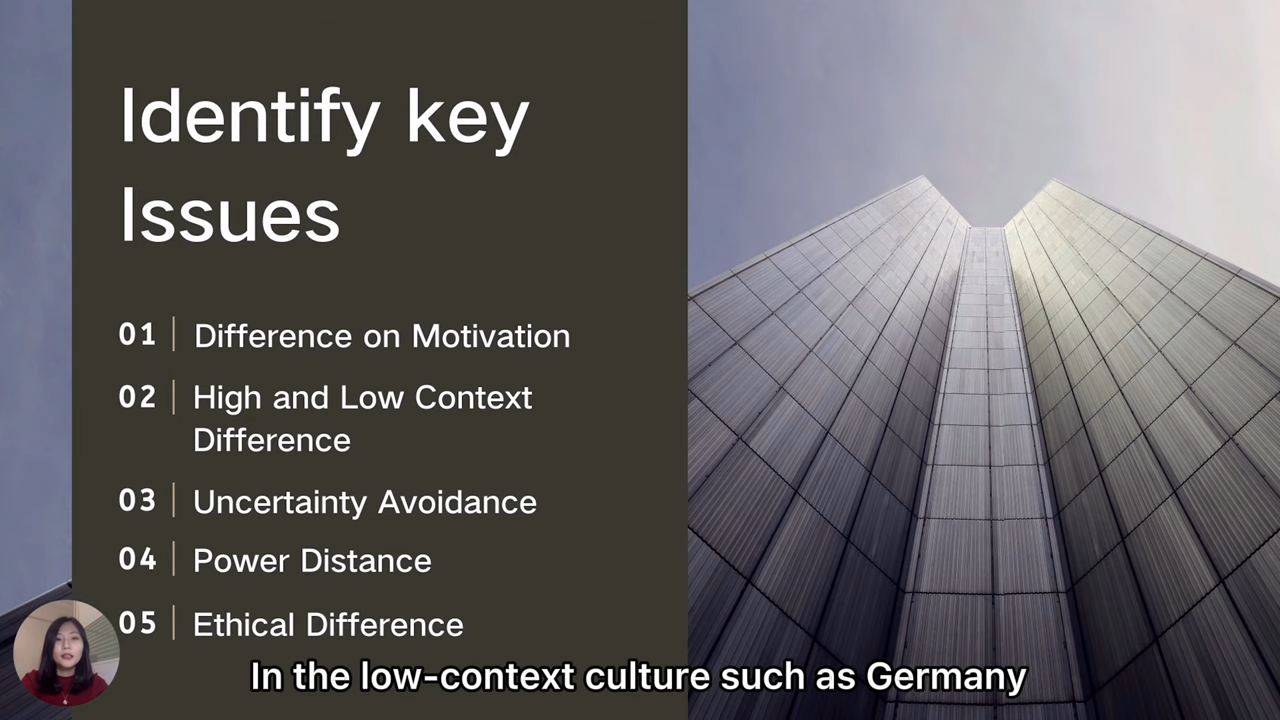 Identify key
Issues
01 Difference on Motivation
02 High and Low Context
Difference
03 Uncertainty Avoidance
04 Power Distance
05 Ethical Difference
In the low-context culture such as Germany